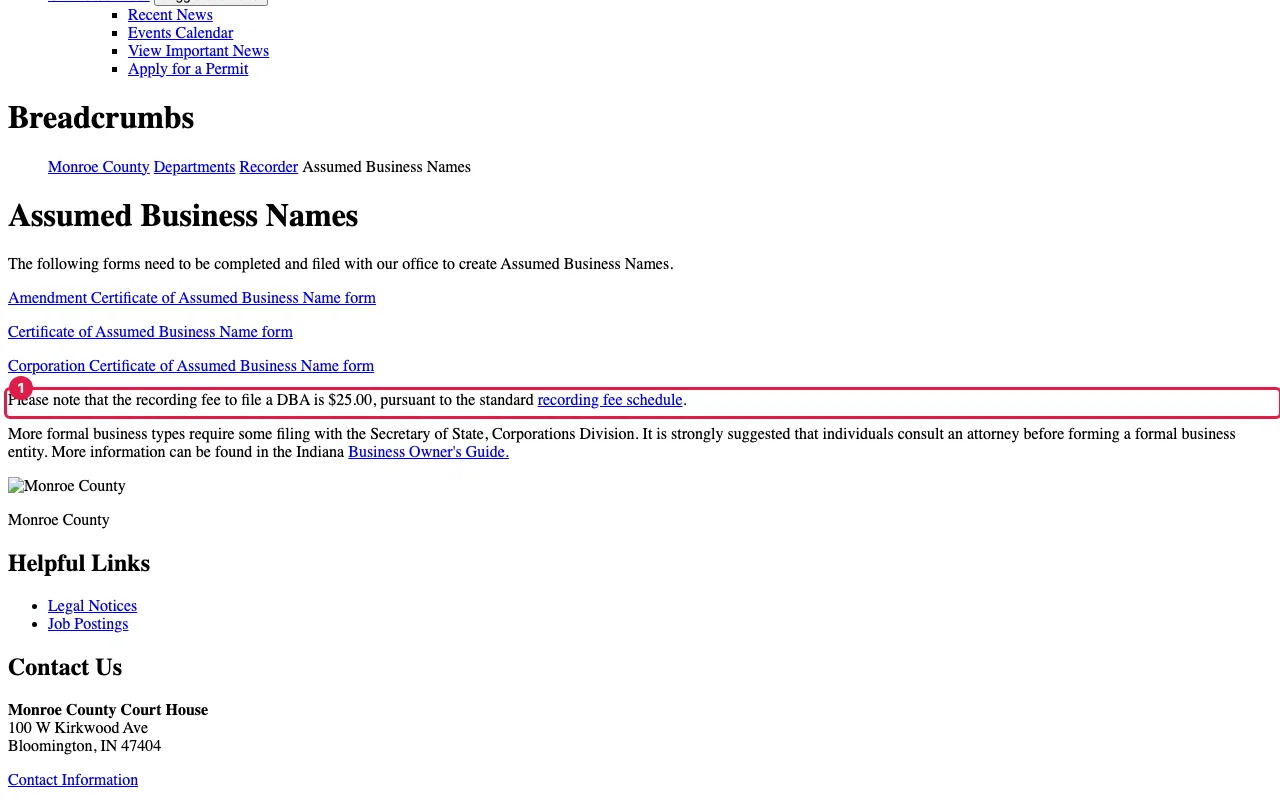 Recent News
Events Calendar
View Important News
Apply for a Permit
Breadcrumbs
Monroe County Departments Recorder Assumed Business Names
Assumed Business Names
The following forms need to be completed and filed with our office to create Assumed Business Names.
Amendment Certificate of Assumed Business Name form
Certificate of Assumed Business Name form
Corporation Certificate of Assumed Business Name form
1
Please note that the recording fee to file a DBA is $25.00, pursuant to the standard recording fee schedule.
More formal business types require some filing with the Secretary of State, Corporations Division. It is strongly suggested that individuals consult an attorney before forming a formal business
entity. More information can be found in the Indiana Business Owner's Guide.
Monroe County
Monroe County
Helpful Links
Legal Notices
Job Postings
Contact Us
Monroe County Court House
100 W Kirkwood Ave
Bloomington, IN 47404
Contact Information